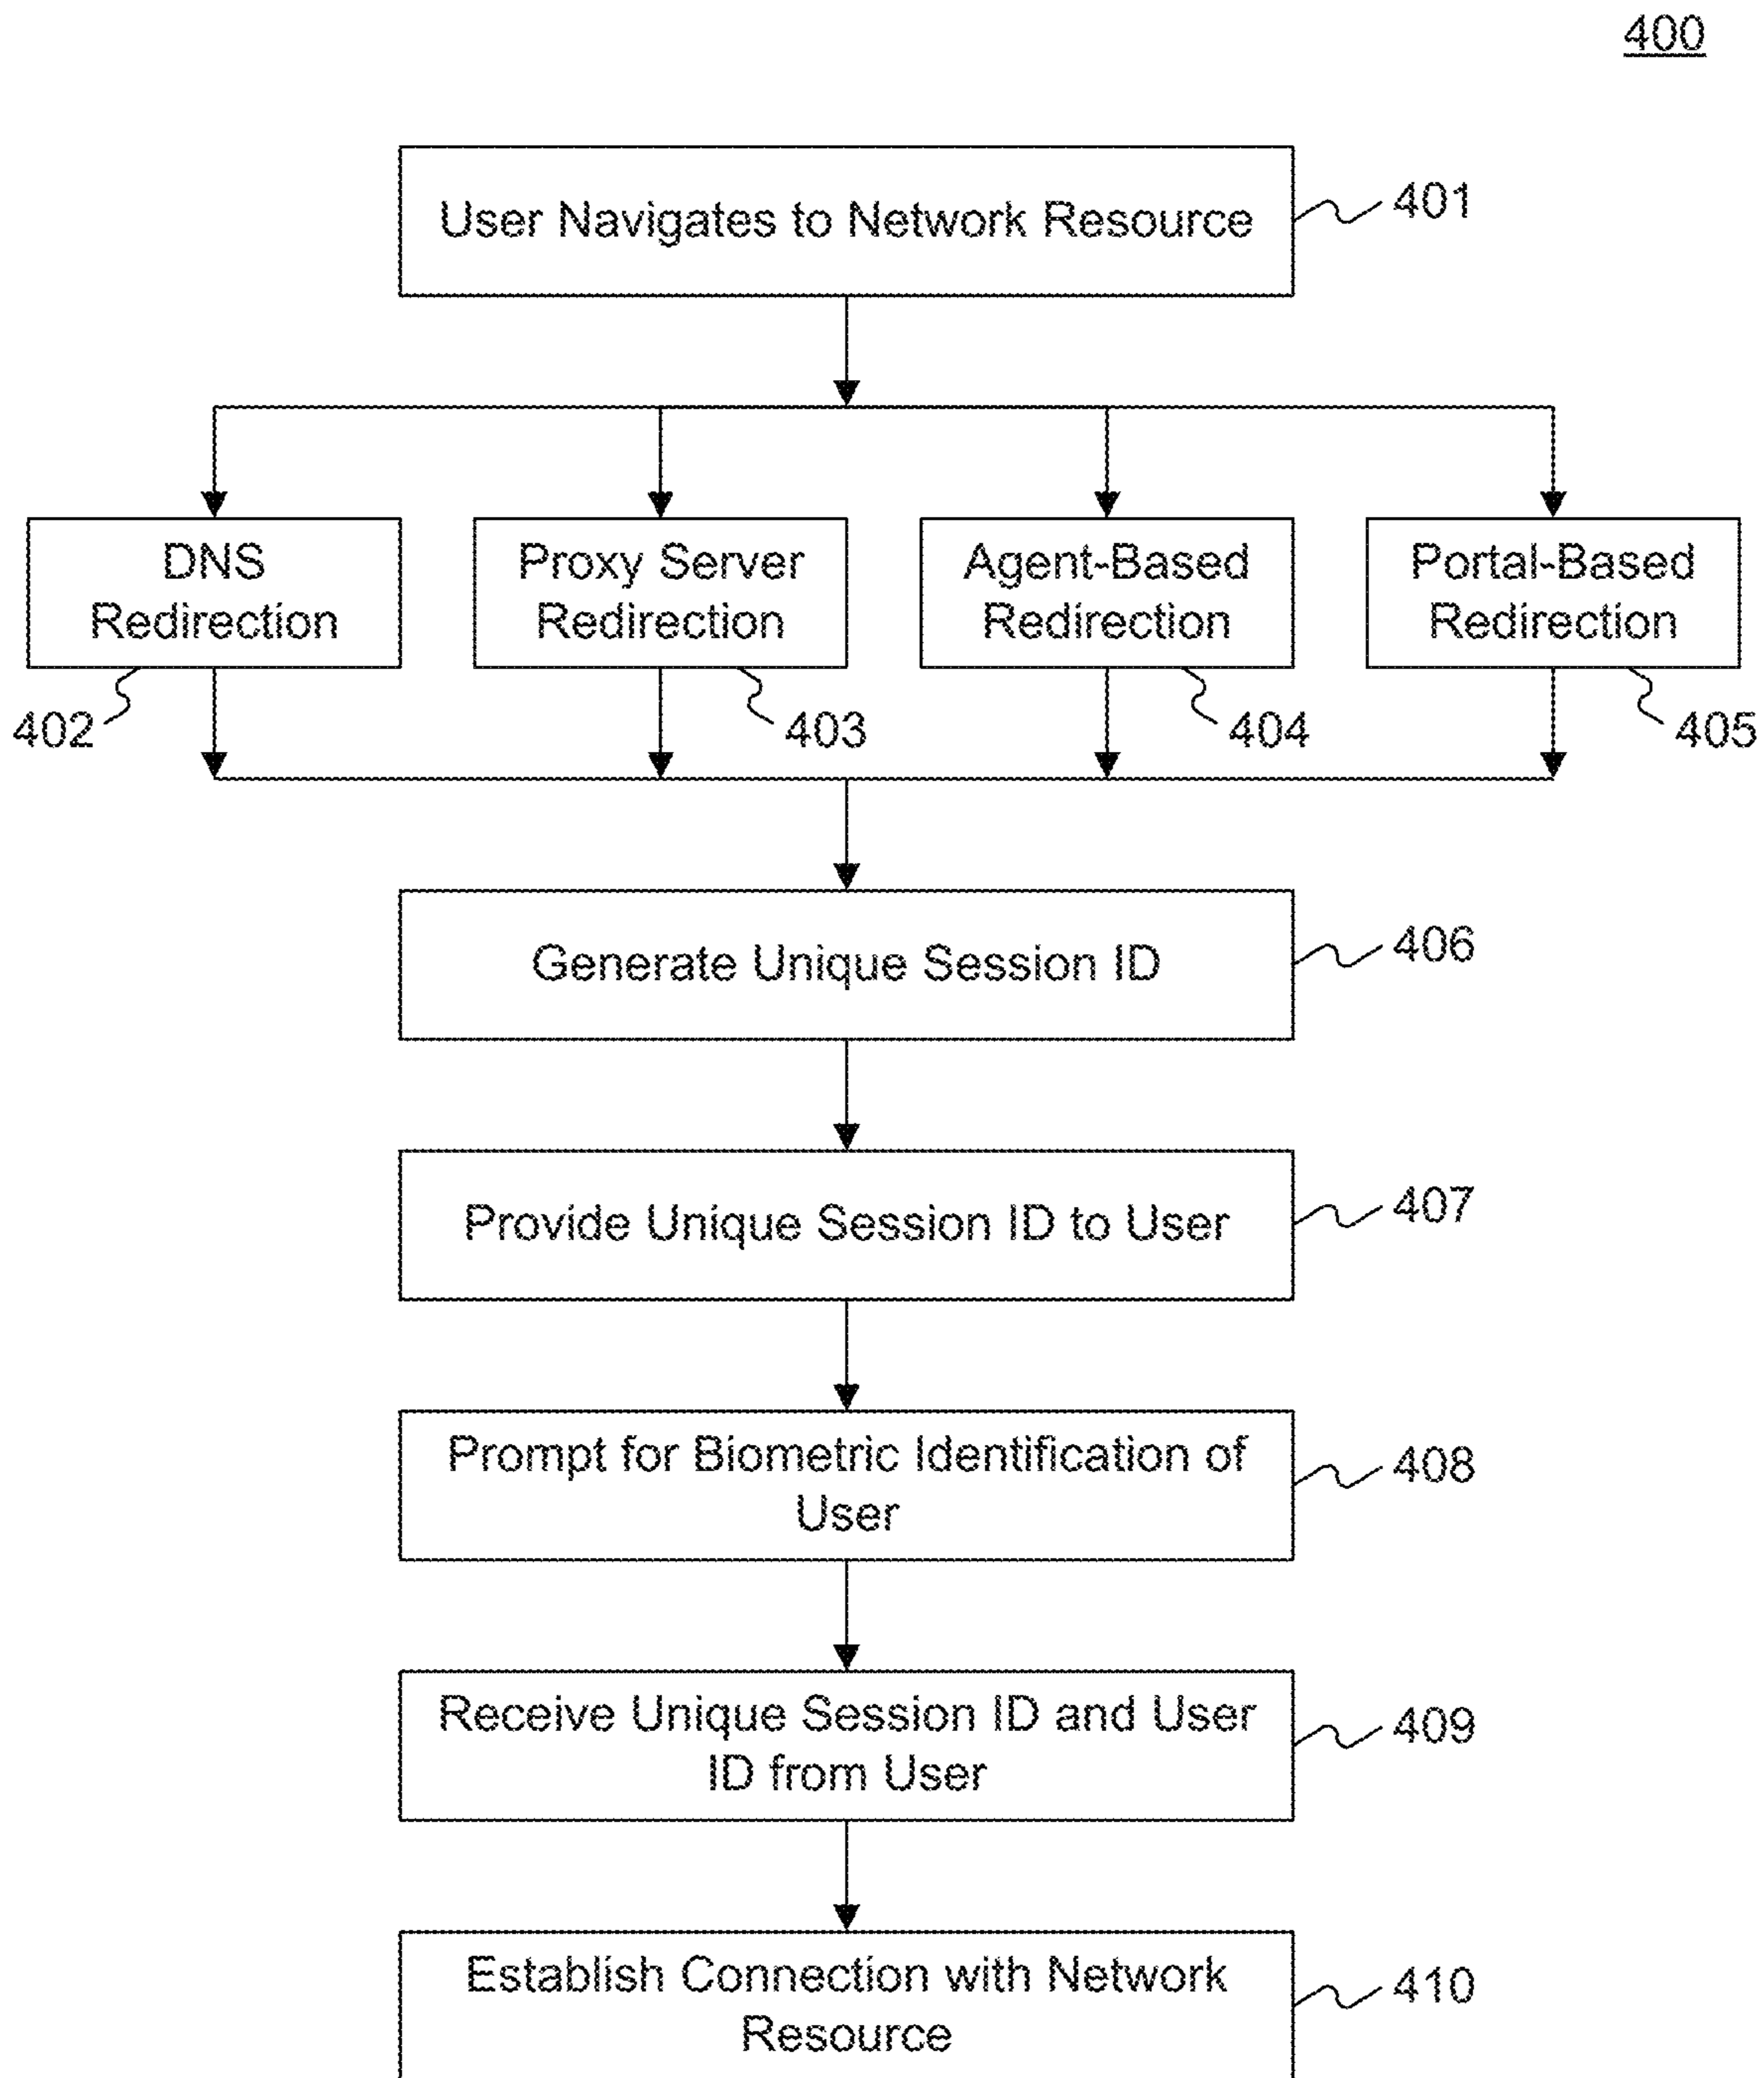 400
User Navigates to Network Resource
401
DNS
Redirection
Proxy Server
Redirection
Agent-Based
Redirection
Portal-Based
Redirection
402
403
404
405
Generate Unique Session ID
406
Provide Unique Session ID to User
407
Prompt for Biometric Identification of
User
408
Receive Unique Session ID and User
ID from User
409
Establish Connection with Network
Resource
410